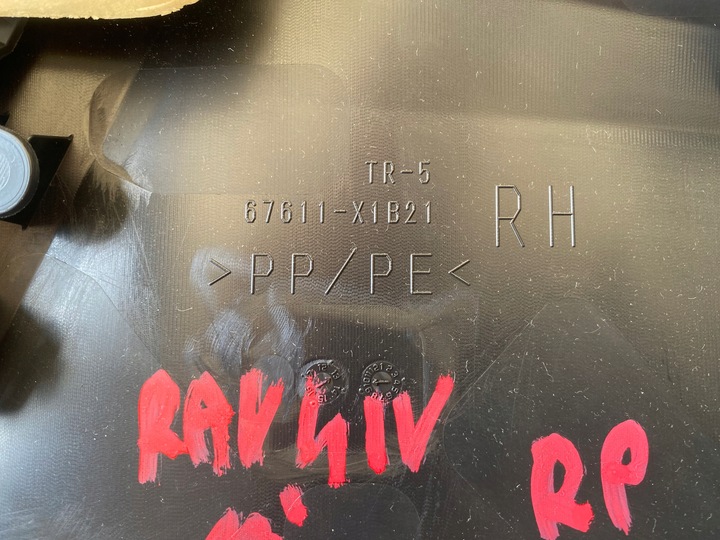 TR-5
67611-X1B21
RH
>PP/PE<
RAV4IV
RP